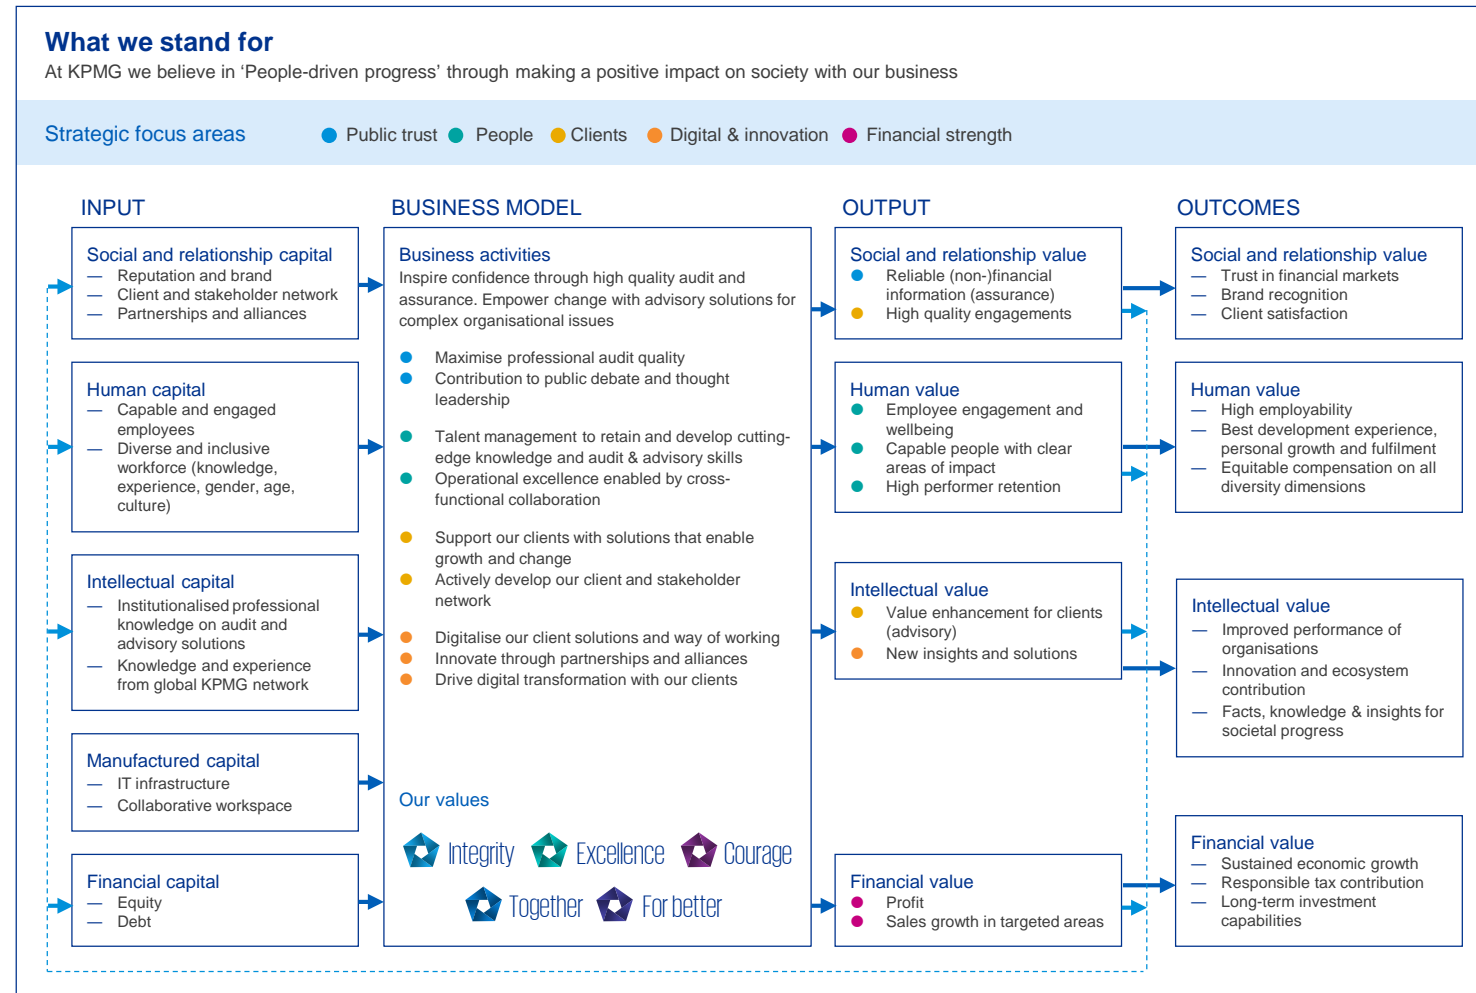 What we stand for
At KPMG we believe in ‘People-driven progress’ through making a positive impact on society with our business
Strategic focus areas
Public trust
People
Clients
Digital & innovation
Financial strength
INPUT
Social and relationship capital
— Reputation and brand
— Client and stakeholder network
— Partnerships and alliances
Human capital
— Capable and engaged
employees
— Diverse and inclusive
workforce (knowledge,
experience, gender, age,
culture)
Intellectual capital
— Institutionalised professional
knowledge on audit and
advisory solutions
— Knowledge and experience
from global KPMG network
Manufactured capital
— IT infrastructure
— Collaborative workspace
Financial capital
— Equity
— Debt
BUSINESS MODEL
Business activities
Inspire confidence through high quality audit and
assurance. Empower change with advisory solutions for
complex organisational issues
Maximise professional audit quality
Contribution to public debate and thought
leadership
Talent management to retain and develop cutting-
edge knowledge and audit & advisory skills
Operational excellence enabled by cross-
functional collaboration
Support our clients with solutions that enable
growth and change
Actively develop our client and stakeholder
network
Digitalise our client solutions and way of working
Innovate through partnerships and alliances
Drive digital transformation with our clients
Our values
Integrity
Excellence
Courage
Together
For better
OUTPUT
Social and relationship value
Reliable (non-)financial
information (assurance)
High quality engagements
Human value
Employee engagement and
wellbeing
Capable people with clear
areas of impact
High performer retention
Intellectual value
Value enhancement for clients
(advisory)
New insights and solutions
Financial value
Profit
Sales growth in targeted areas
OUTCOMES
Social and relationship value
— Trust in financial markets
— Brand recognition
— Client satisfaction
Human value
— High employability
— Best development experience,
personal growth and fulfilment
— Equitable compensation on all
diversity dimensions
Intellectual value
— Improved performance of
organisations
— Innovation and ecosystem
contribution
— Facts, knowledge & insights for
societal progress
Financial value
— Sustained economic growth
— Responsible tax contribution
— Long-term investment
capabilities